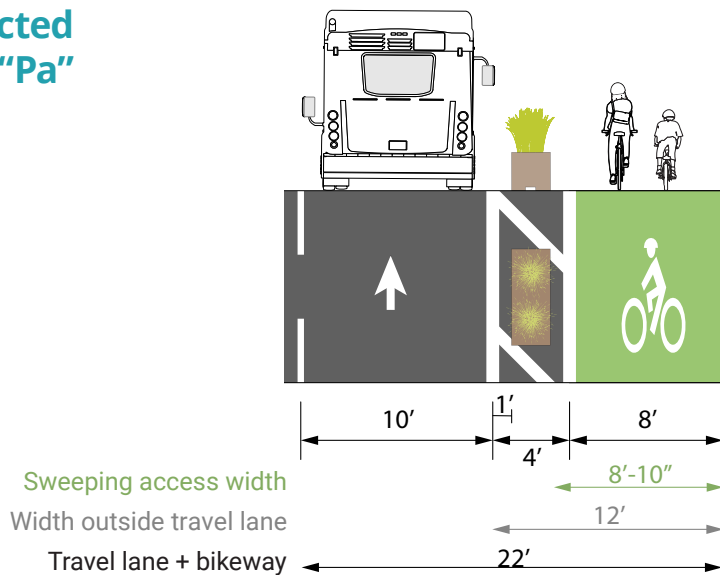 cted
“Pa”
1’
10’
8’
4’
Sweeping access width
8’-10”
Width outside travel lane
12’
Travel lane + bikeway
22’